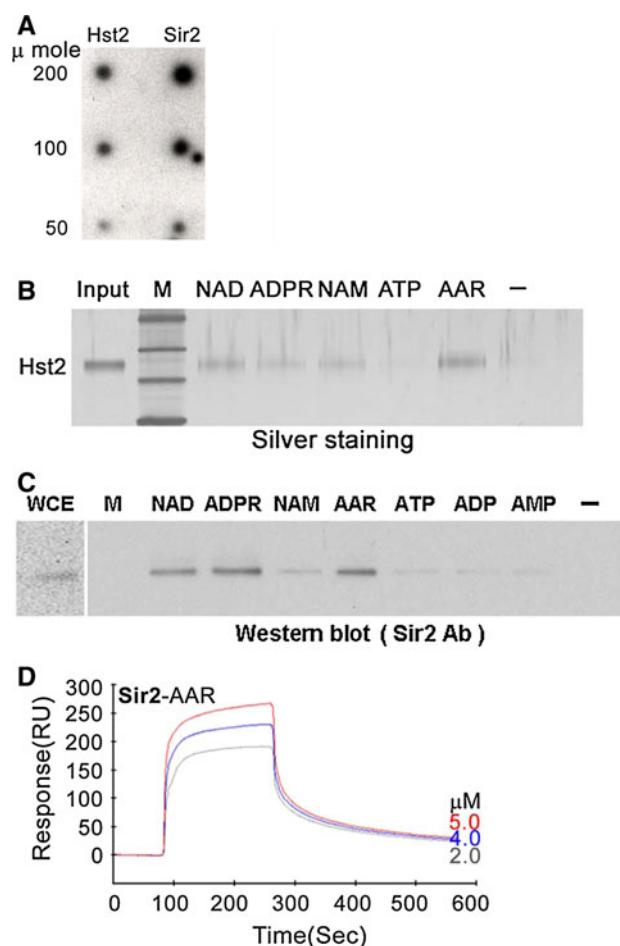 A
Hst2 Sir2
μ mole
200
100
50
B
Input M NAD ADPR NAM ATP AAR –
Hst2
Silver staining
C
WCE M NAD ADPR NAM AAR ATP ADP AMP –
Western blot ( Sir2 Ab )
D
Sir2-AAR
Response(RU)
300
250
200
150
100
50
0
μM
5.0
4.0
2.0
0 100 200 300 400 500 600
Time(Sec)